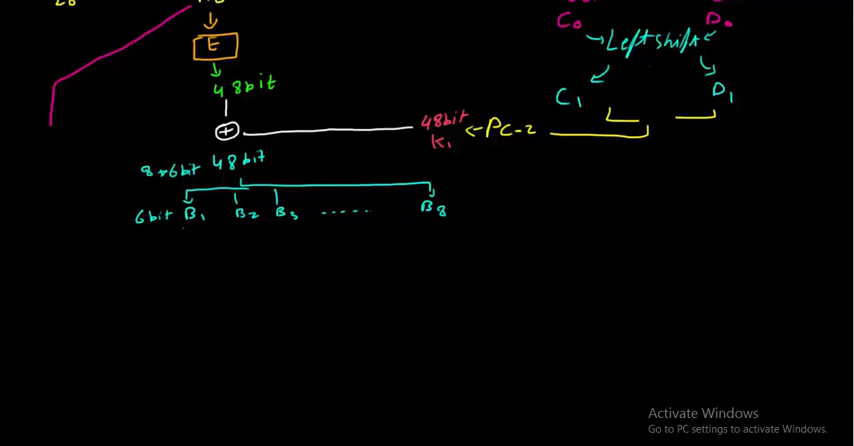 C₀ D₀
Left shift
E
48bit
C₁ D₁
48bit
K₁
PC-2
+
8*6bit 48bit
6bit B₁ B₂ B₃ ...... B₈
Activate Windows
Go to PC settings to activate Windows.